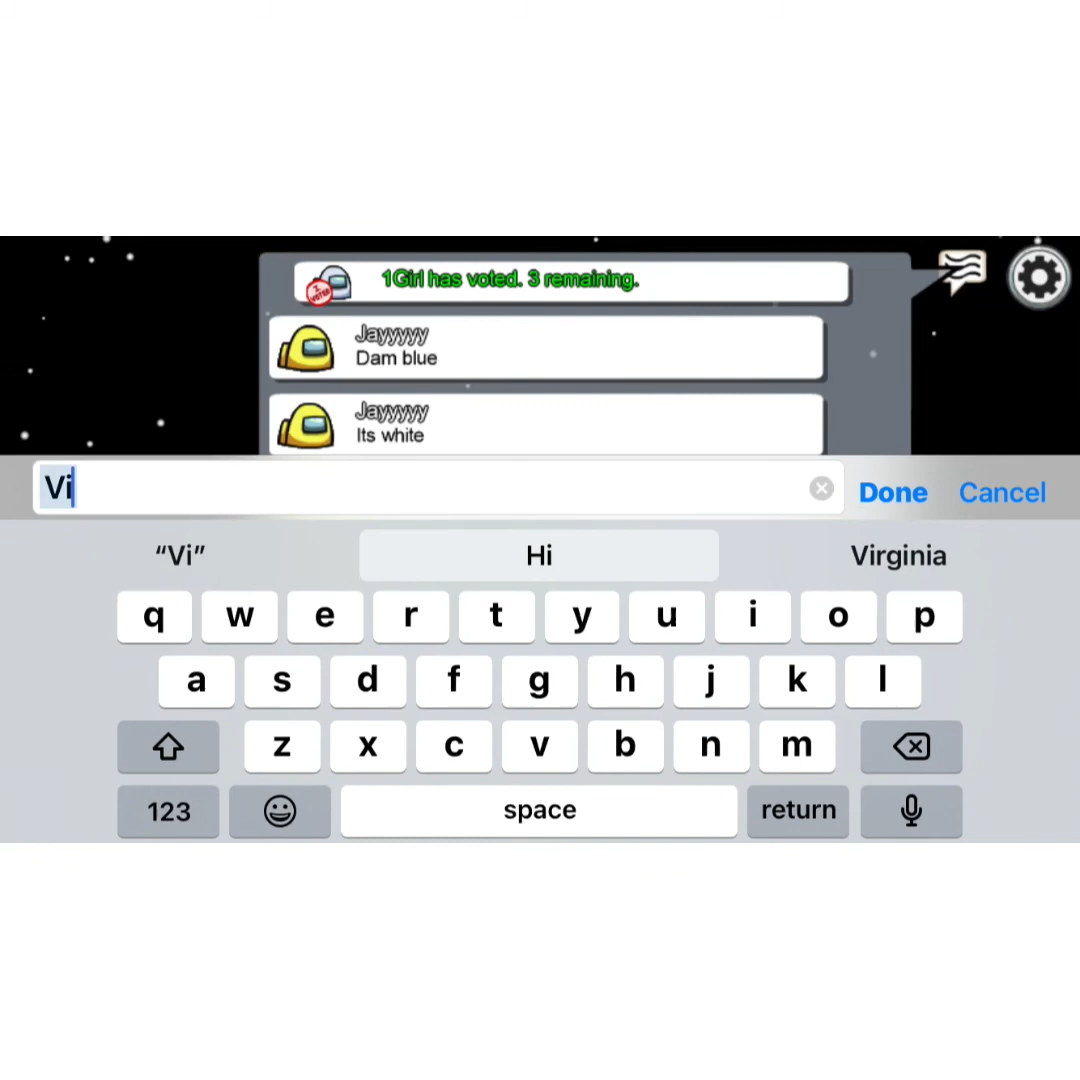 1Girl has voted. 3 remaining.
I VOTED
Jayyyyy
Dam blue
Jayyyyy
Its white
Vi
Done
Cancel
“Vi”
Hi
Virginia
q w e r t y u i o p
a s d f g h j k l
z x c v b n m
123
space
return